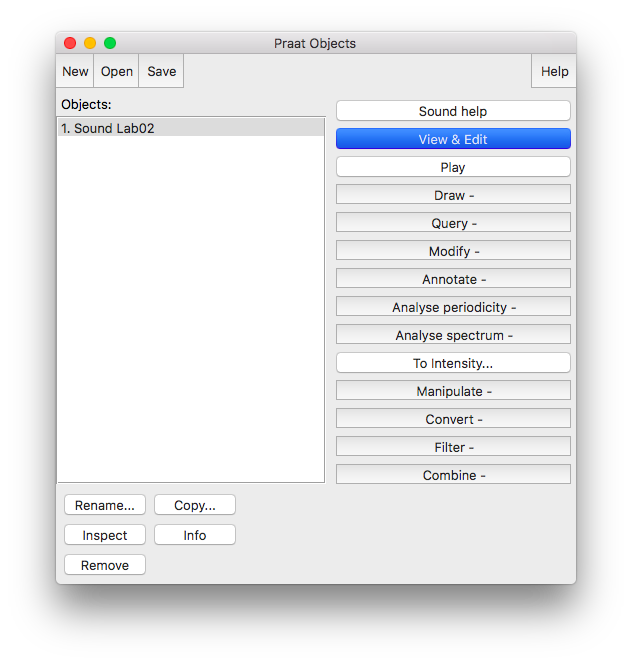 Praat Objects
New Open Save Help
Objects:
1. Sound Lab02
Sound help
View & Edit
Play
Draw -
Query -
Modify -
Annotate -
Analyse periodicity -
Analyse spectrum -
To Intensity...
Manipulate -
Convert -
Filter -
Combine -
Rename... Copy...
Inspect Info
Remove